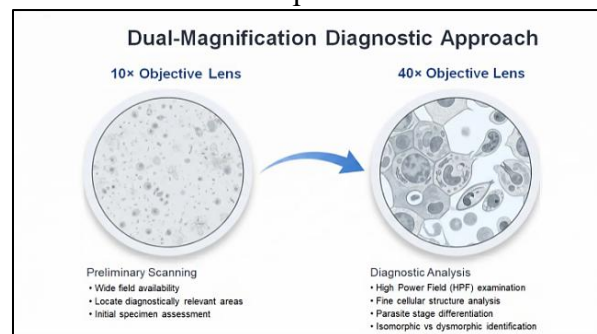 Dual-Magnification Diagnostic Approach
10× Objective Lens
40× Objective Lens
Preliminary Scanning
• Wide field availability
• Locate diagnostically relevant areas
• Initial specimen assessment
Diagnostic Analysis
• High Power Field (HPF) examination
• Fine cellular structure analysis
• Parasite stage differentiation
• Isomorphic vs dysmorphic identification